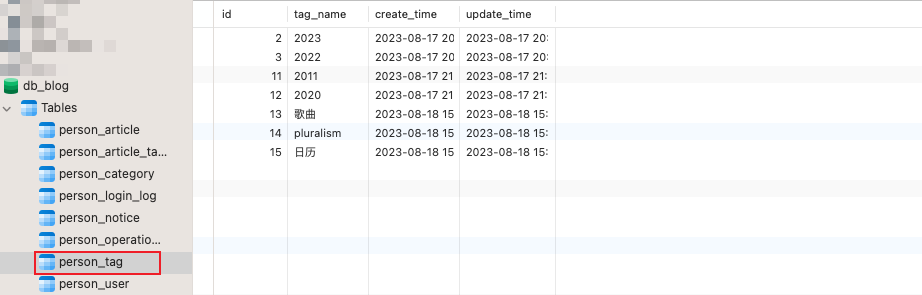 db_blog
Tables
person_article
person_article_ta...
person_category
person_login_log
person_notice
person_operatio...
person_tag
person_user
id tag_name create_time update_time
2 2023 2023-08-17 20 2023-08-17 20:
3 2022 2023-08-17 20 2023-08-17 20:
11 2011 2023-08-17 21 2023-08-17 21:
12 2020 2023-08-17 21 2023-08-17 21:
13 歌曲 2023-08-18 15 2023-08-18 15:
14 pluralism 2023-08-18 15 2023-08-18 15:
15 日历 2023-08-18 15 2023-08-18 15: